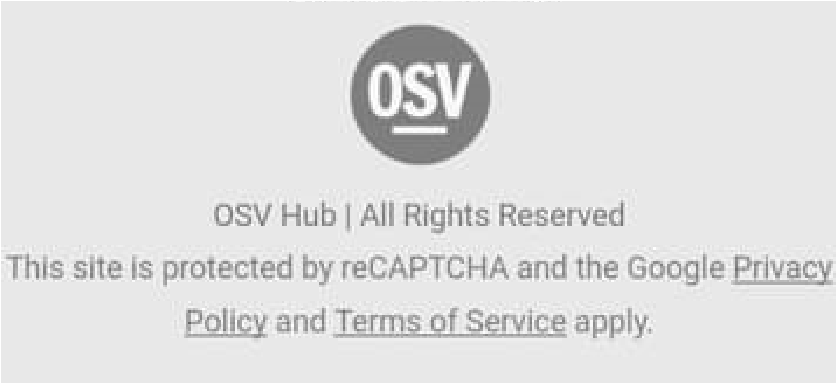 OSV
OSV Hub | All Rights Reserved
This site is protected by reCAPTCHA and the Google Privacy
Policy and Terms of Service apply.